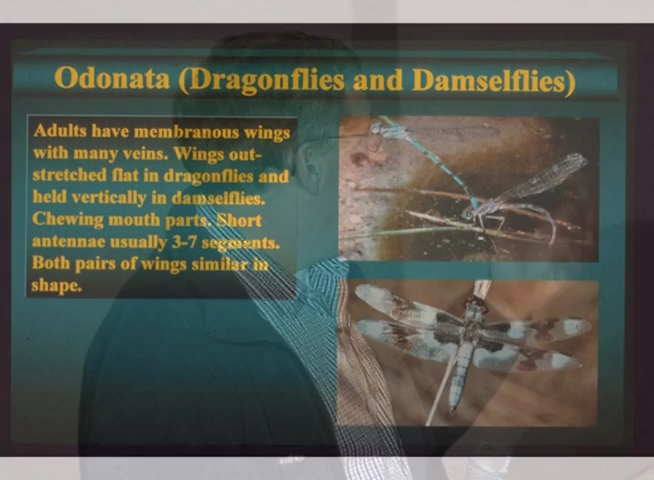 Odonata (Dragonflies and Damselflies)
Adults have membranous wings
with many veins. Wings out-
stretched flat in dragonflies and
held vertically in damselflies.
Chewing mouth parts. Short
antennae usually 3-7 segments.
Both pairs of wings similar in
shape.